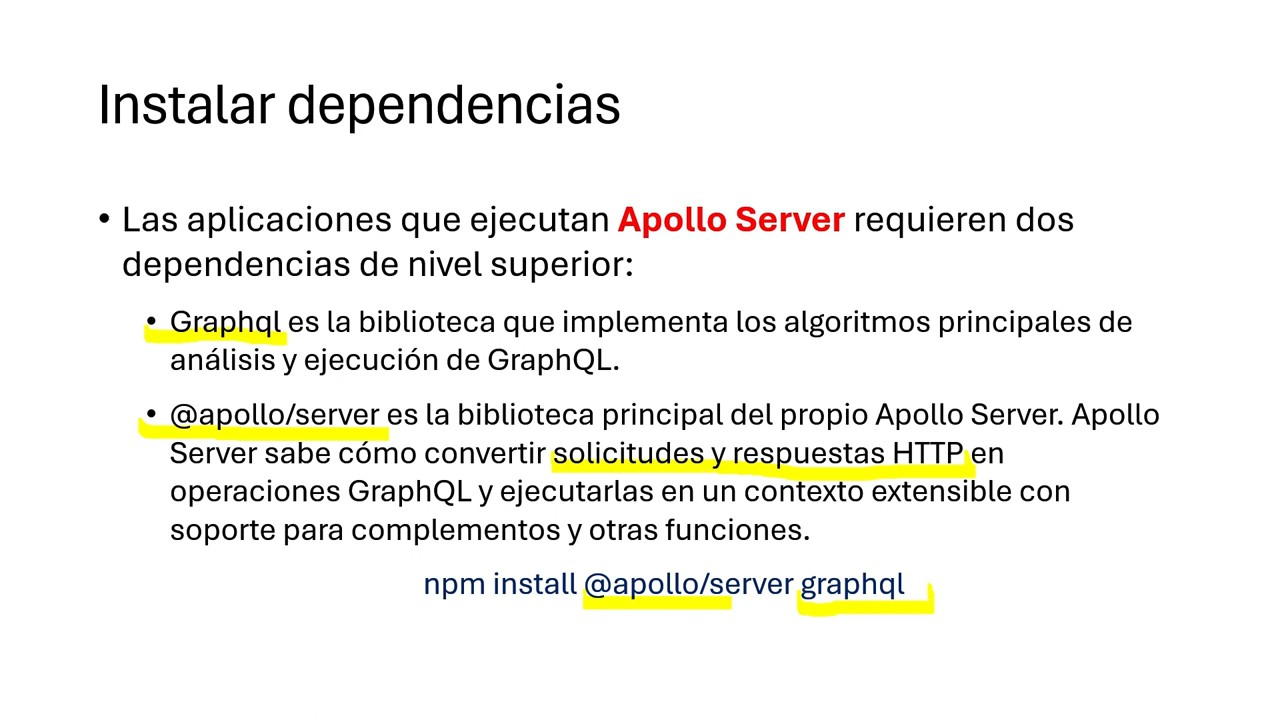 Instalar dependencias
• Las aplicaciones que ejecutan Apollo Server requieren dos
dependencias de nivel superior:
• Graphql es la biblioteca que implementa los algoritmos principales de
análisis y ejecución de GraphQL.
• @apollo/server es la biblioteca principal del propio Apollo Server. Apollo
Server sabe cómo convertir solicitudes y respuestas HTTP en
operaciones GraphQL y ejecutarlas en un contexto extensible con
soporte para complementos y otras funciones.
npm install @apollo/server graphql